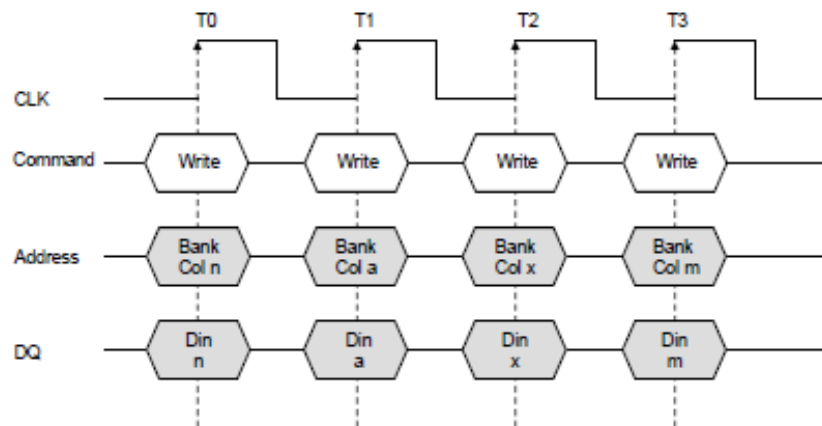 T0 T1 T2 T3
CLK
Command Write Write Write Write
Address Bank Bank Bank Bank
Col n Col a Col x Col m
DQ Din Din Din Din
n a x m